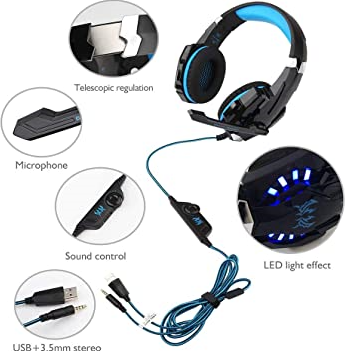 Telescopic regulation
Microphone
Sound control
LED light effect
USB+3.5mm stereo